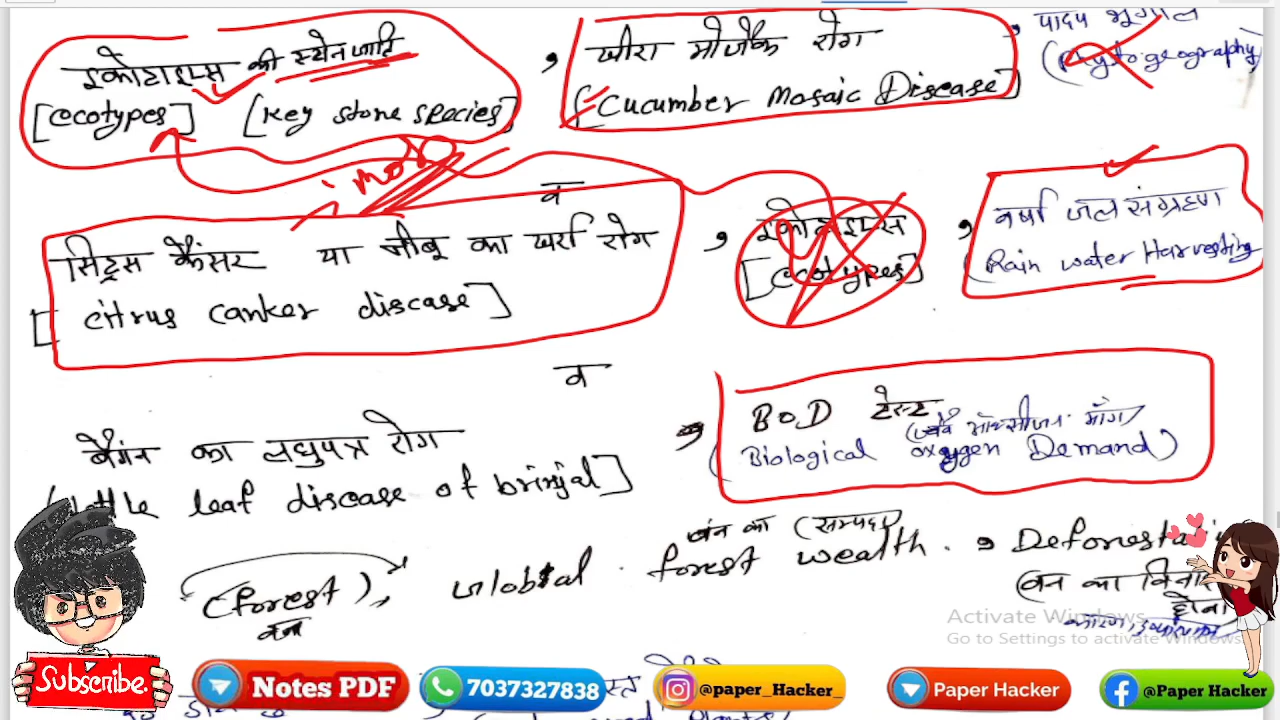 इकोटाइप्स की स्टोन जाति , खीरा मोजैक रोग , पादप भूगोल
[ecotypes] [Key stone species] (Cucumber Mosaic Disease] (Phytogeography)
imp
व
सिट्रस कैंसर या नीबू का खर्रा रोग , इकोटाइप्स , वर्षा जल संग्रहण
[citrus canker disease] [ecotypes] (Rain water Harvesting
व
बैगंन का लघुपत्र रोग , BOD टेस्ट
(जैव ऑक्सीजन मॉंग)
leaf disease of brinjal] (Biological oxygen Demand)
वन का (सम्पदा)
(forest), Global forest wealth. , Deforestati
वन (वन का विनाश
होना)
Activate Windows
Go to Settings to activate Windows.
Subscribe.
Notes PDF 7037327838 @paper_Hacker_ Paper Hacker @Paper Hacker